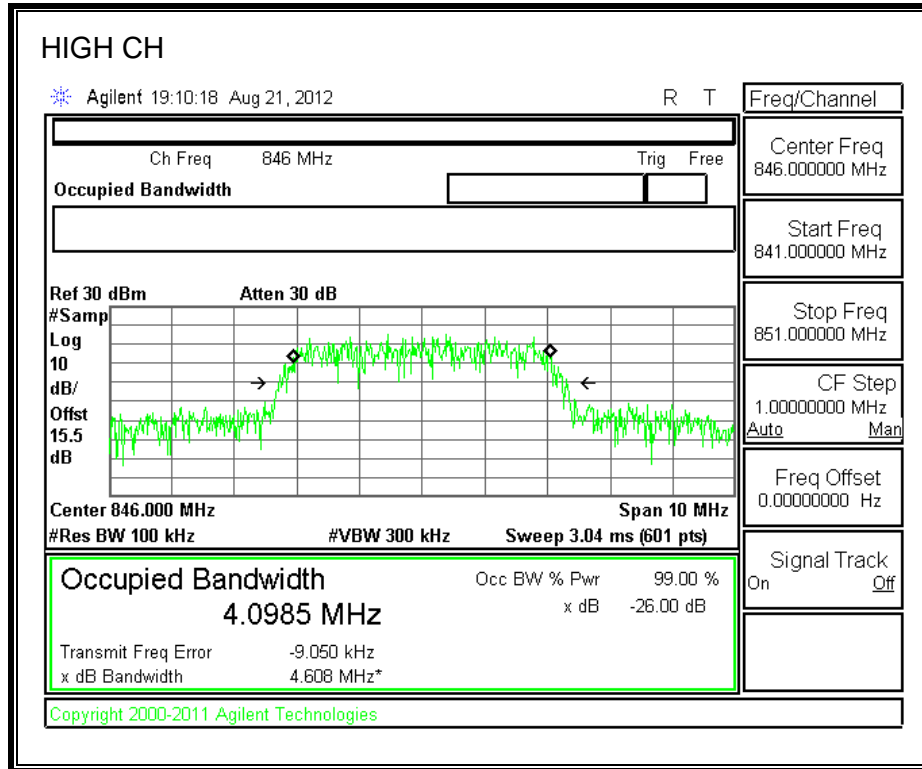 HIGH CH
Agilent 19:10:18 Aug 21, 2012 R T
Freq/Channel
Ch Freq 846 MHz Trig Free
Occupied Bandwidth
Center Freq
846.000000 MHz
Start Freq
841.000000 MHz
Stop Freq
851.000000 MHz
CF Step
1.00000000 MHz
Auto Man
Freq Offset
0.00000000 Hz
Signal Track
On Off
Ref 30 dBm Atten 30 dB
#Samp
Log
10
dB/
Offst
15.5
dB
Center 846.000 MHz Span 10 MHz
#Res BW 100 kHz #VBW 300 kHz Sweep 3.04 ms (601 pts)
Occupied Bandwidth
4.0985 MHz
Occ BW % Pwr 99.00 %
x dB -26.00 dB
Transmit Freq Error -9.050 kHz
x dB Bandwidth 4.608 MHz*
Copyright 2000-2011 Agilent Technologies